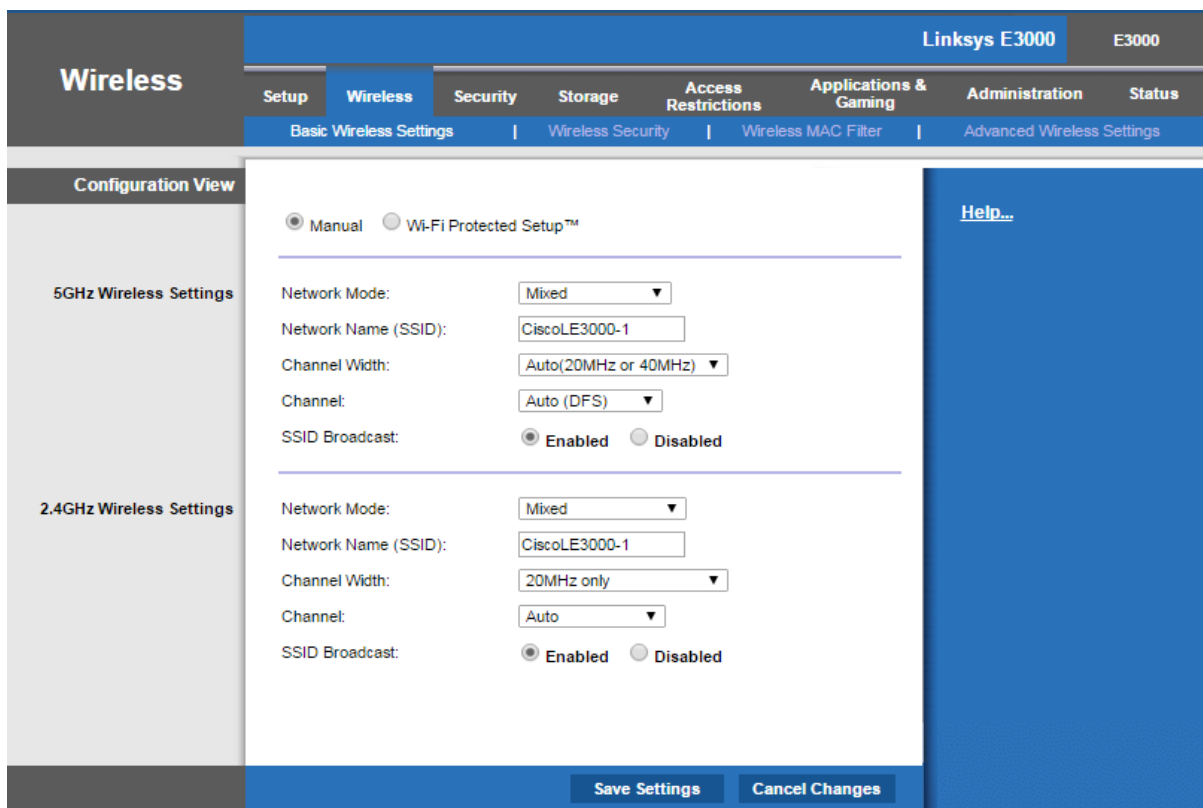 Linksys E3000 E3000
Wireless
Setup Wireless Security Storage Access Restrictions Applications & Gaming Administration Status
Basic Wireless Settings | Wireless Security | Wireless MAC Filter | Advanced Wireless Settings
Configuration View
Manual Wi-Fi Protected Setup™
Help...
5GHz Wireless Settings
Network Mode: Mixed
Network Name (SSID): CiscoLE3000-1
Channel Width: Auto(20MHz or 40MHz)
Channel: Auto (DFS)
SSID Broadcast: Enabled Disabled
2.4GHz Wireless Settings
Network Mode: Mixed
Network Name (SSID): CiscoLE3000-1
Channel Width: 20MHz only
Channel: Auto
SSID Broadcast: Enabled Disabled
Save Settings Cancel Changes